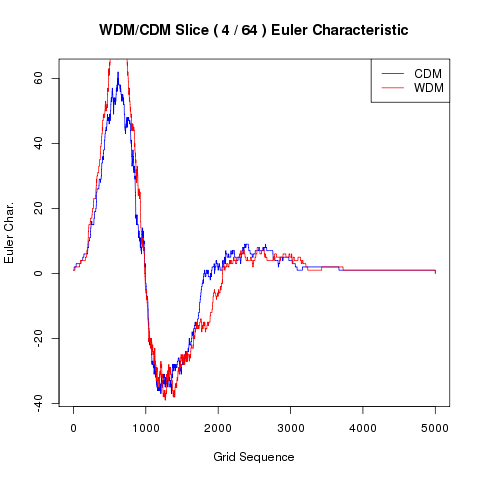 WDM/CDM Slice ( 4 / 64 ) Euler Characteristic
CDM
WDM
Euler Char.
60
40
20
0
-20
-40
0 1000 2000 3000 4000 5000
Grid Sequence